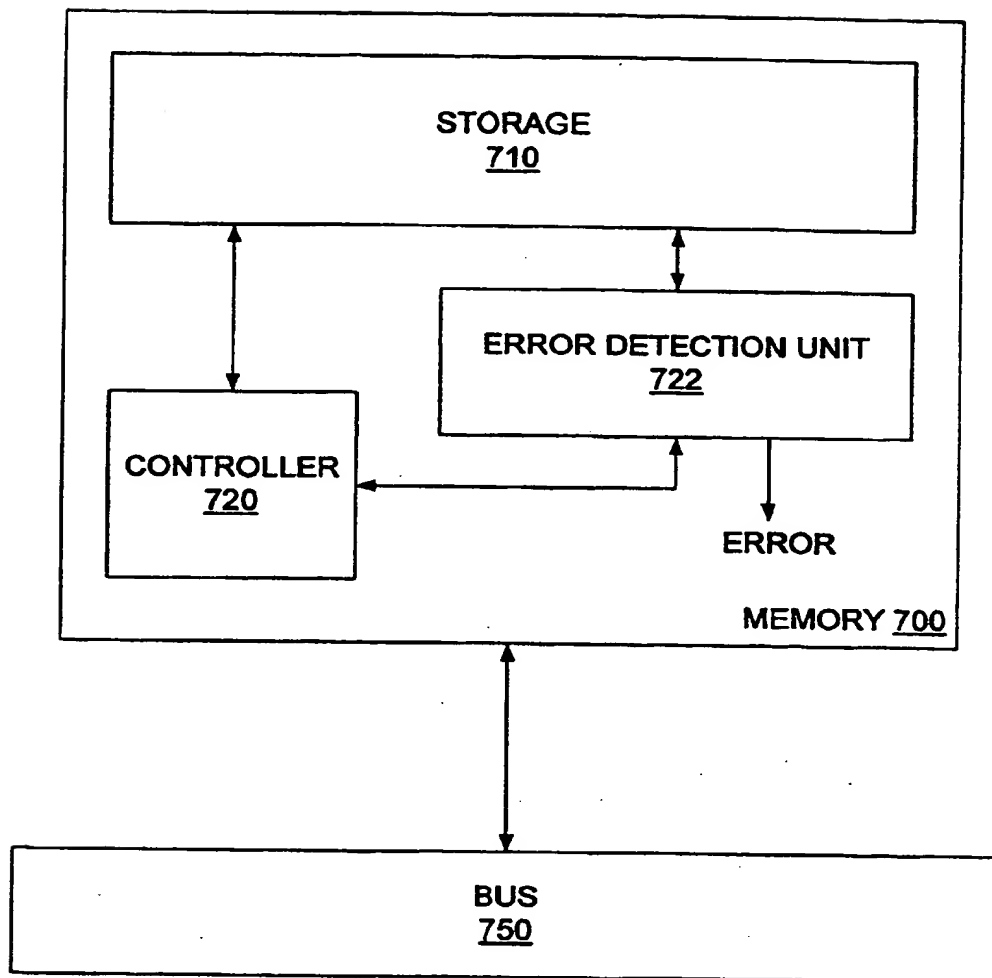 STORAGE
710
ERROR DETECTION UNIT
722
CONTROLLER
720
ERROR
MEMORY 700
BUS
750